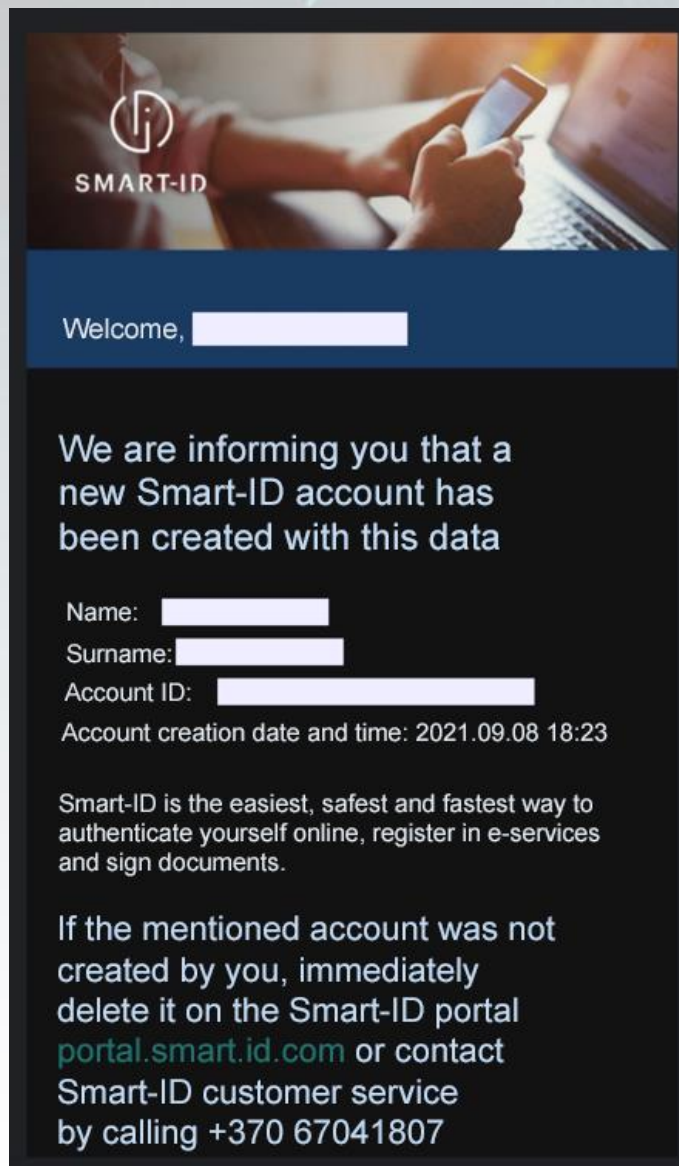 SMART-ID
Welcome,
We are informing you that a
new Smart-ID account has
been created with this data
Name:
Surname:
Account ID:
Account creation date and time: 2021.09.08 18:23
Smart-ID is the easiest, safest and fastest way to
authenticate yourself online, register in e-services
and sign documents.
If the mentioned account was not
created by you, immediately
delete it on the Smart-ID portal
portal.smart.id.com or contact
Smart-ID customer service
by calling +370 67041807